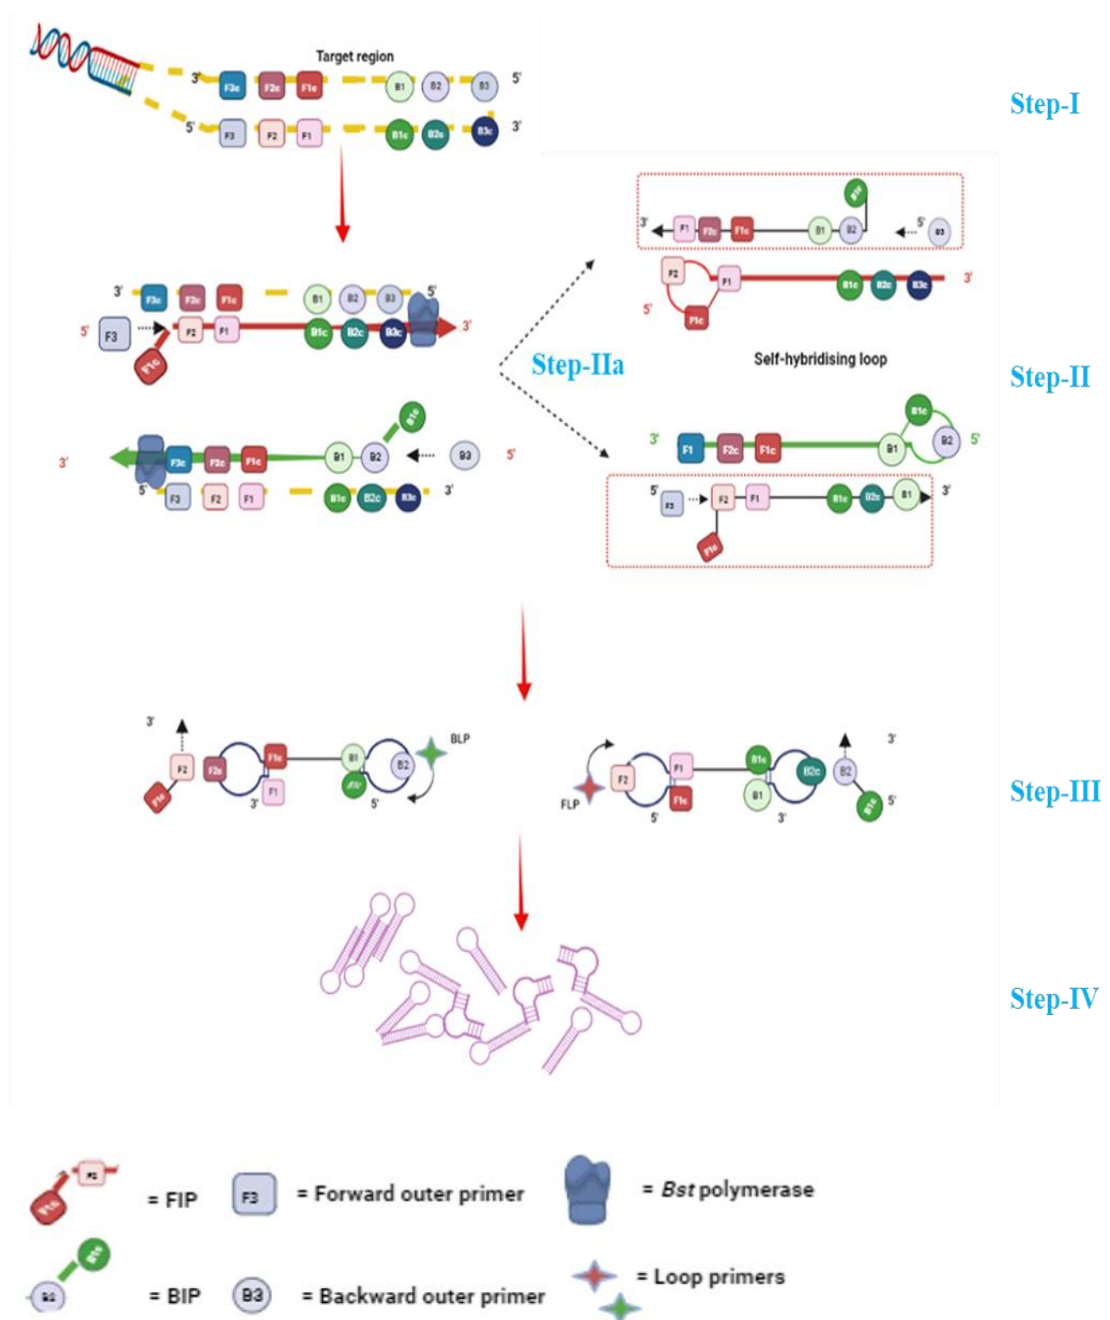 Target region
3' F3c F2c F1c B1 B2 B3 5'
Step-I
5' F3 F2 F1 B1c B2c B3c 3'
B1c
3' F1 F2c F1c B1 B2 5' B3
F2 F1 B1c B2c B3c 3'
5' F1c
3' F3c F2c F1c B1 B2 B3 5'
5' F3 F2 F1 B1c B2c B3c 3'
F1c
Step-IIa
Self-hybridising loop
Step-II
B1c
3' F1 F2c F1c B1 B2 5'
B1c
3' F3c F2c F1c B1 B2 B3 5'
5' F3 F2 F1 B1c B2c B3c 3'
5' F3 F2 F1 B1c B2c B1 3'
F1c
3' BLP 3'
F2 F2c F1c B1 B2
F1c F1 B1c
3' 5'
F2 F1 B1c B2c B2
FLP F1c B1 B1c 5'
5' 3'
Step-III
Step-IV
F2
F1c = FIP
F3 = Forward outer primer
= Bst polymerase
B1c
B2 = BIP
B3 = Backward outer primer
= Loop primers